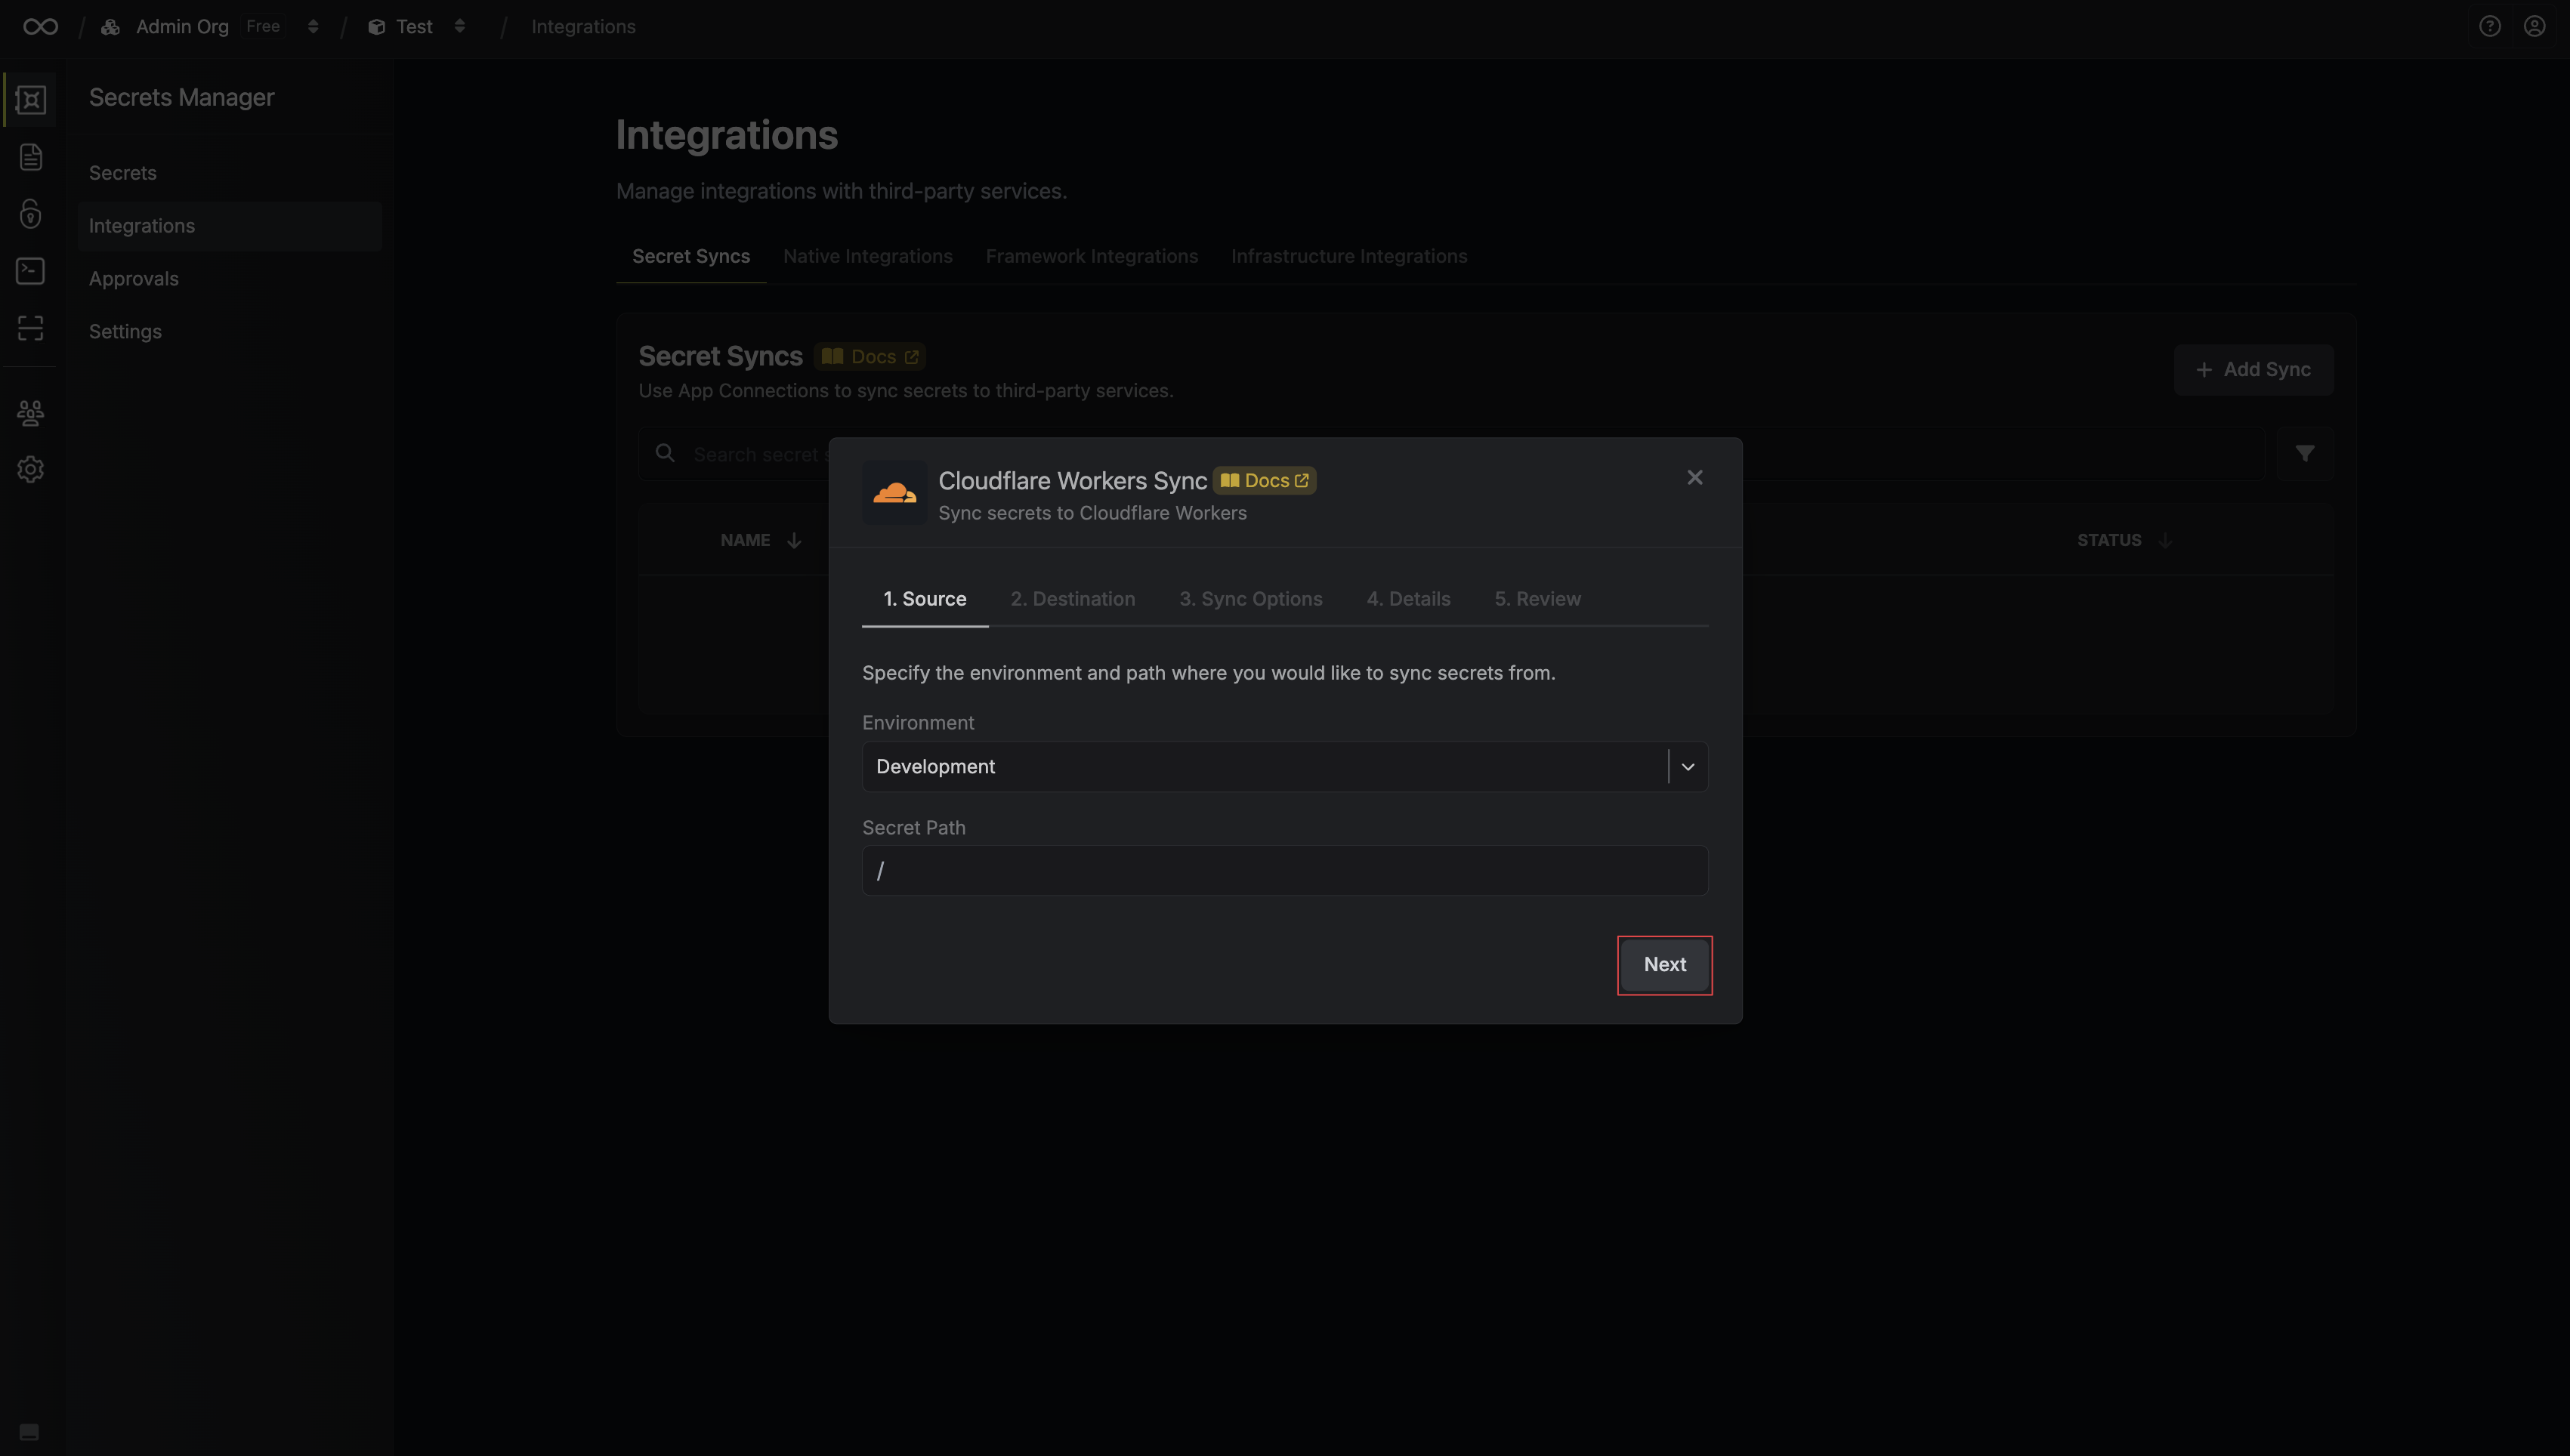 Admin Org Free Test Integrations
Secrets Manager
Secrets
Integrations
Approvals
Settings
Integrations
Manage integrations with third-party services.
Secret Syncs Native Integrations Framework Integrations Infrastructure Integrations
Secret Syncs Docs
Use App Connections to sync secrets to third-party services.
Add Sync
Search secret
NAME STATUS
Cloudflare Workers Sync Docs
Sync secrets to Cloudflare Workers
1. Source 2. Destination 3. Sync Options 4. Details 5. Review
Specify the environment and path where you would like to sync secrets from.
Environment
Development
Secret Path
/
Next